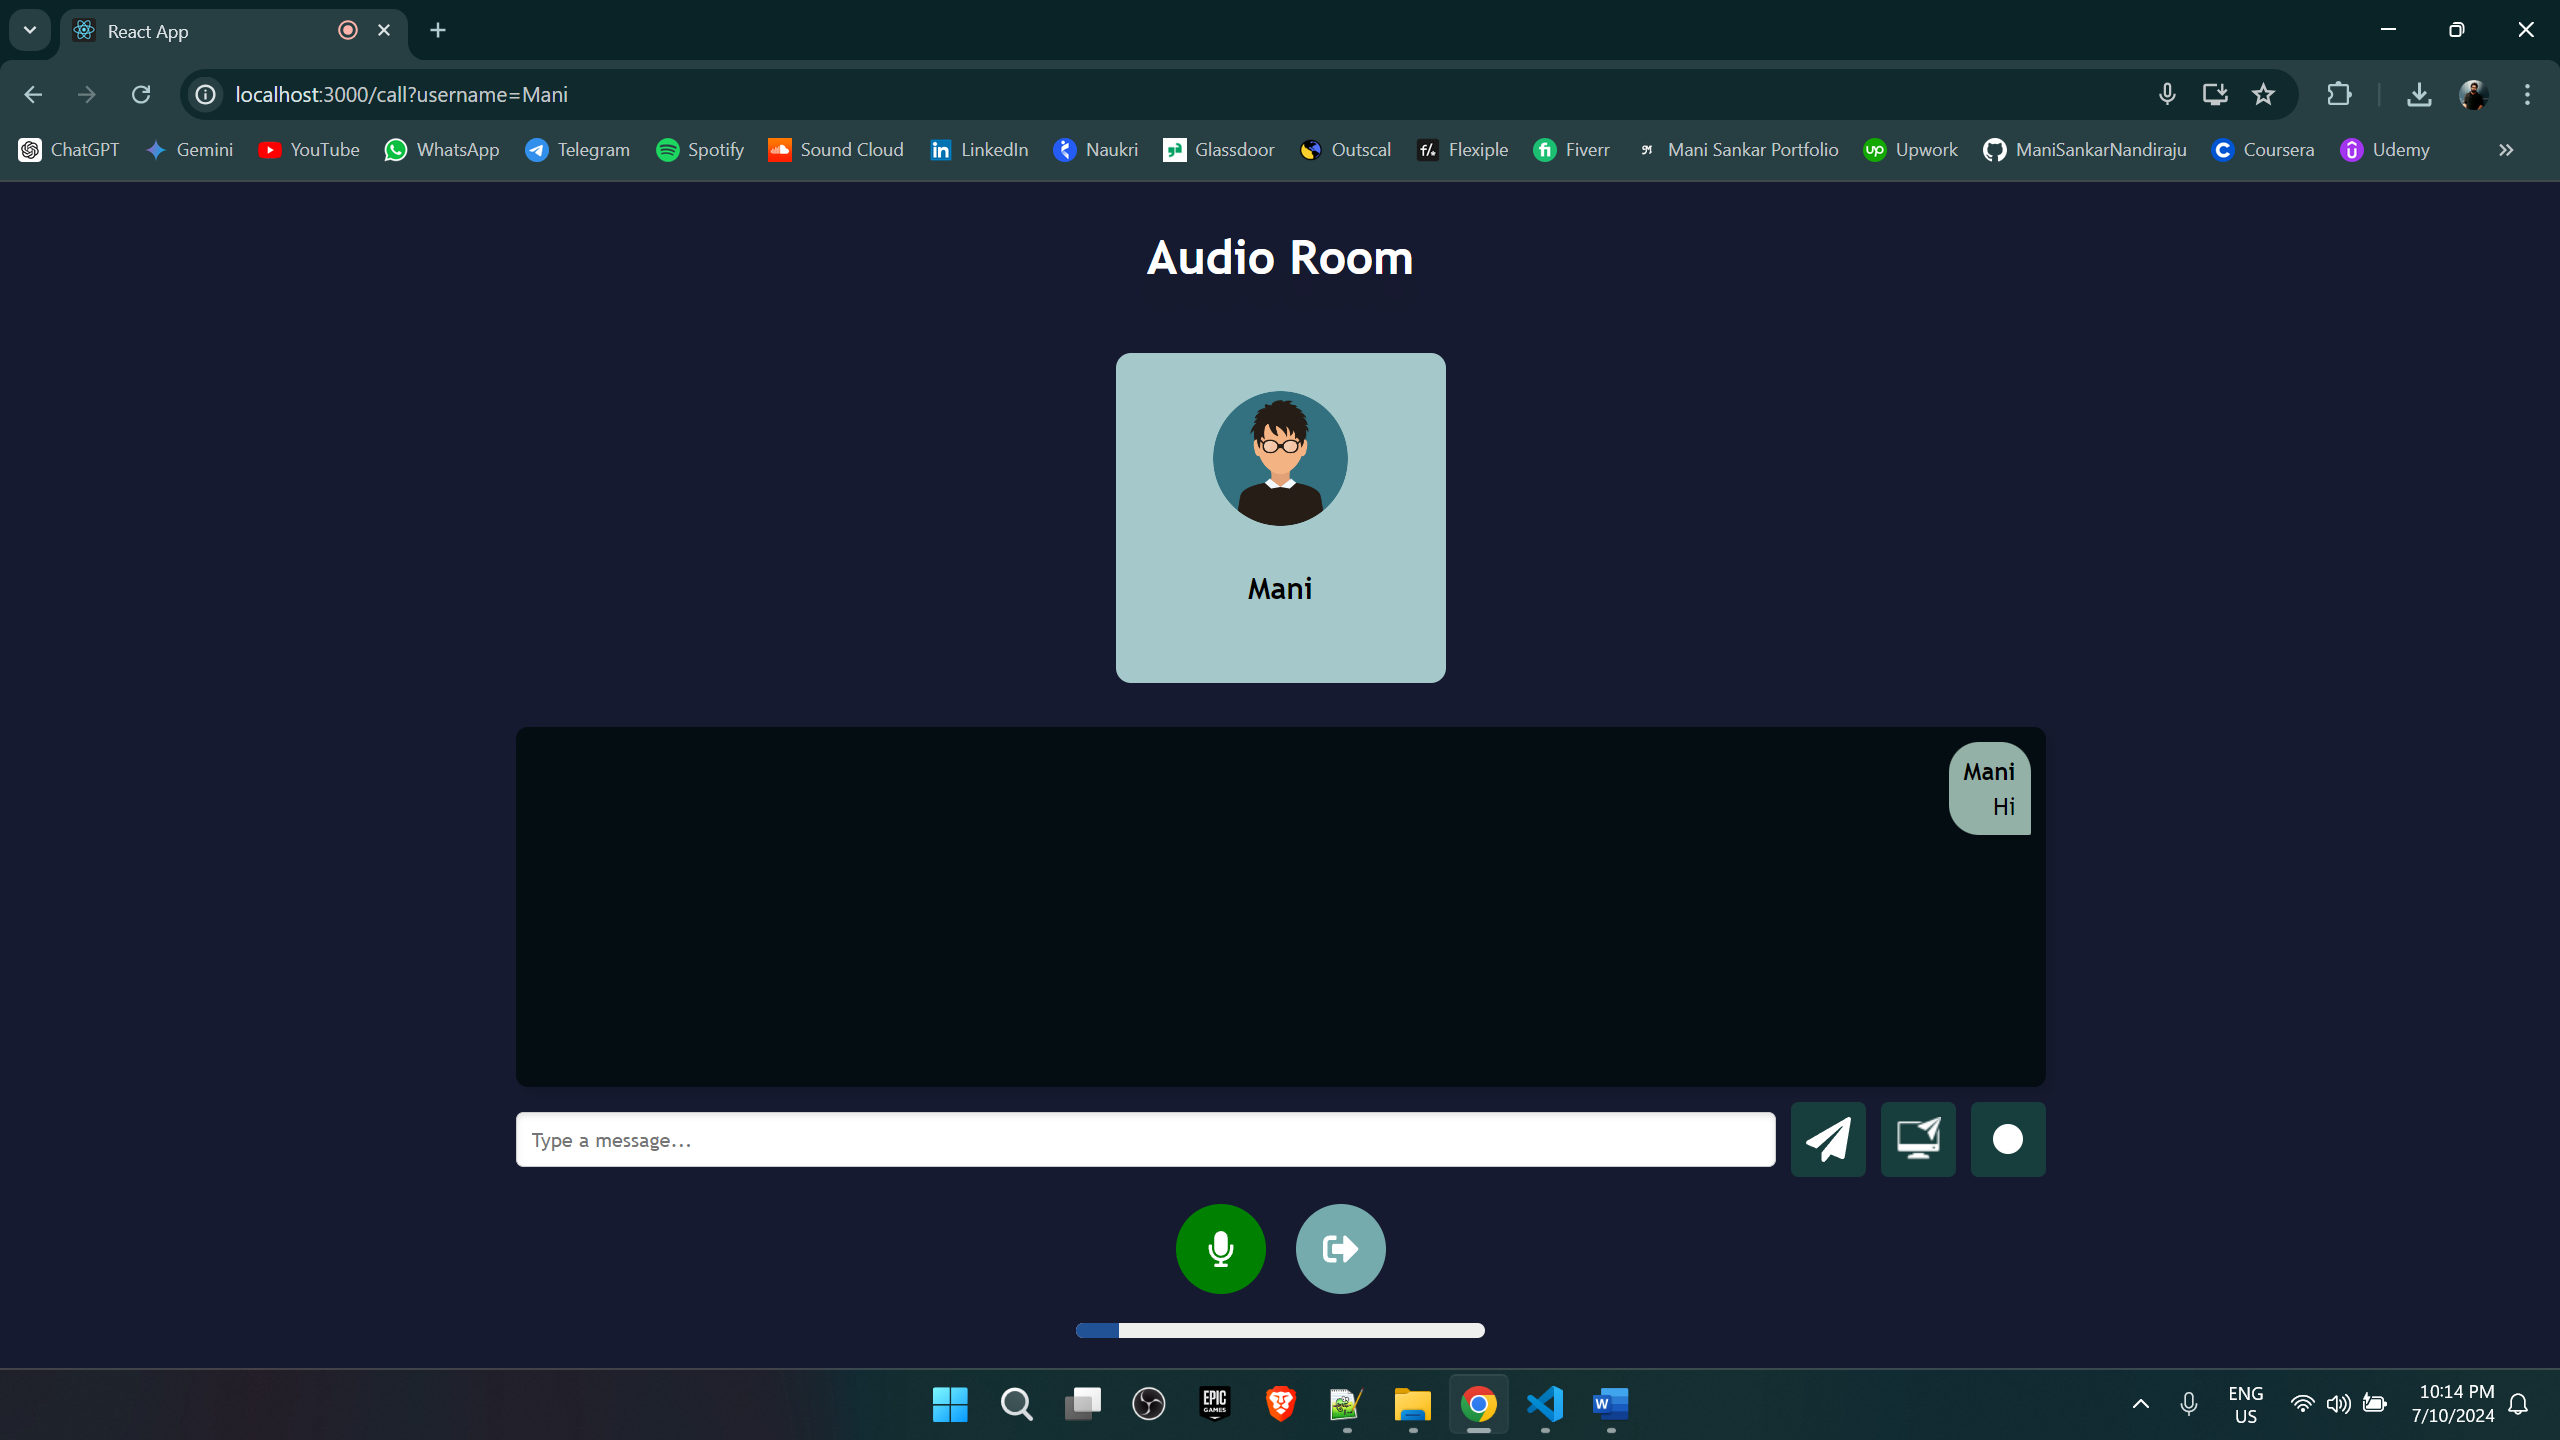 React App
localhost:3000/call?username=Mani
ChatGPT Gemini YouTube WhatsApp Telegram Spotify Sound Cloud LinkedIn Naukri Glassdoor Outscal Flexiple Fiverr Mani Sankar Portfolio Upwork ManiSankarNandiraju Coursera Udemy
Audio Room
Mani
Mani
Hi
Type a message...
EPIC
GAMES
ENG
US
10:14 PM
7/10/2024